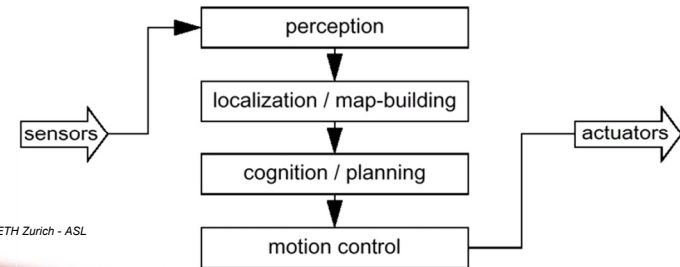 perception
localization / map-building
sensors
actuators
cognition / planning
ETH Zurich - ASL
motion control